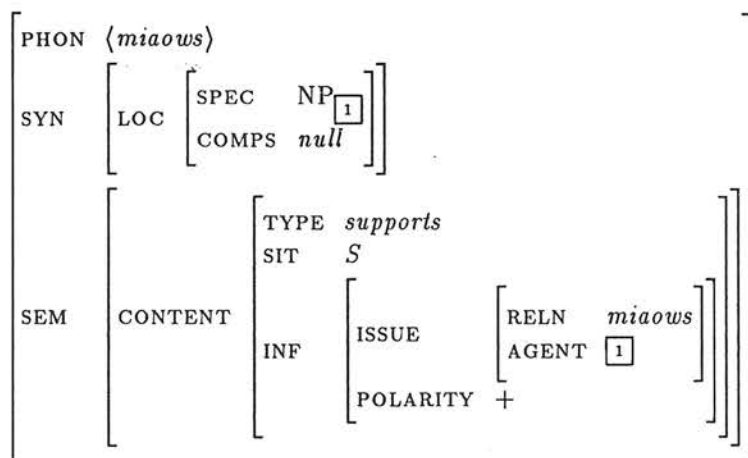 PHON ⟨miaows⟩
SPEC NP 1
SYN LOC
COMPS null
TYPE supports
SIT S
RELN miaows
ISSUE
SEM CONTENT INF AGENT 1
POLARITY +